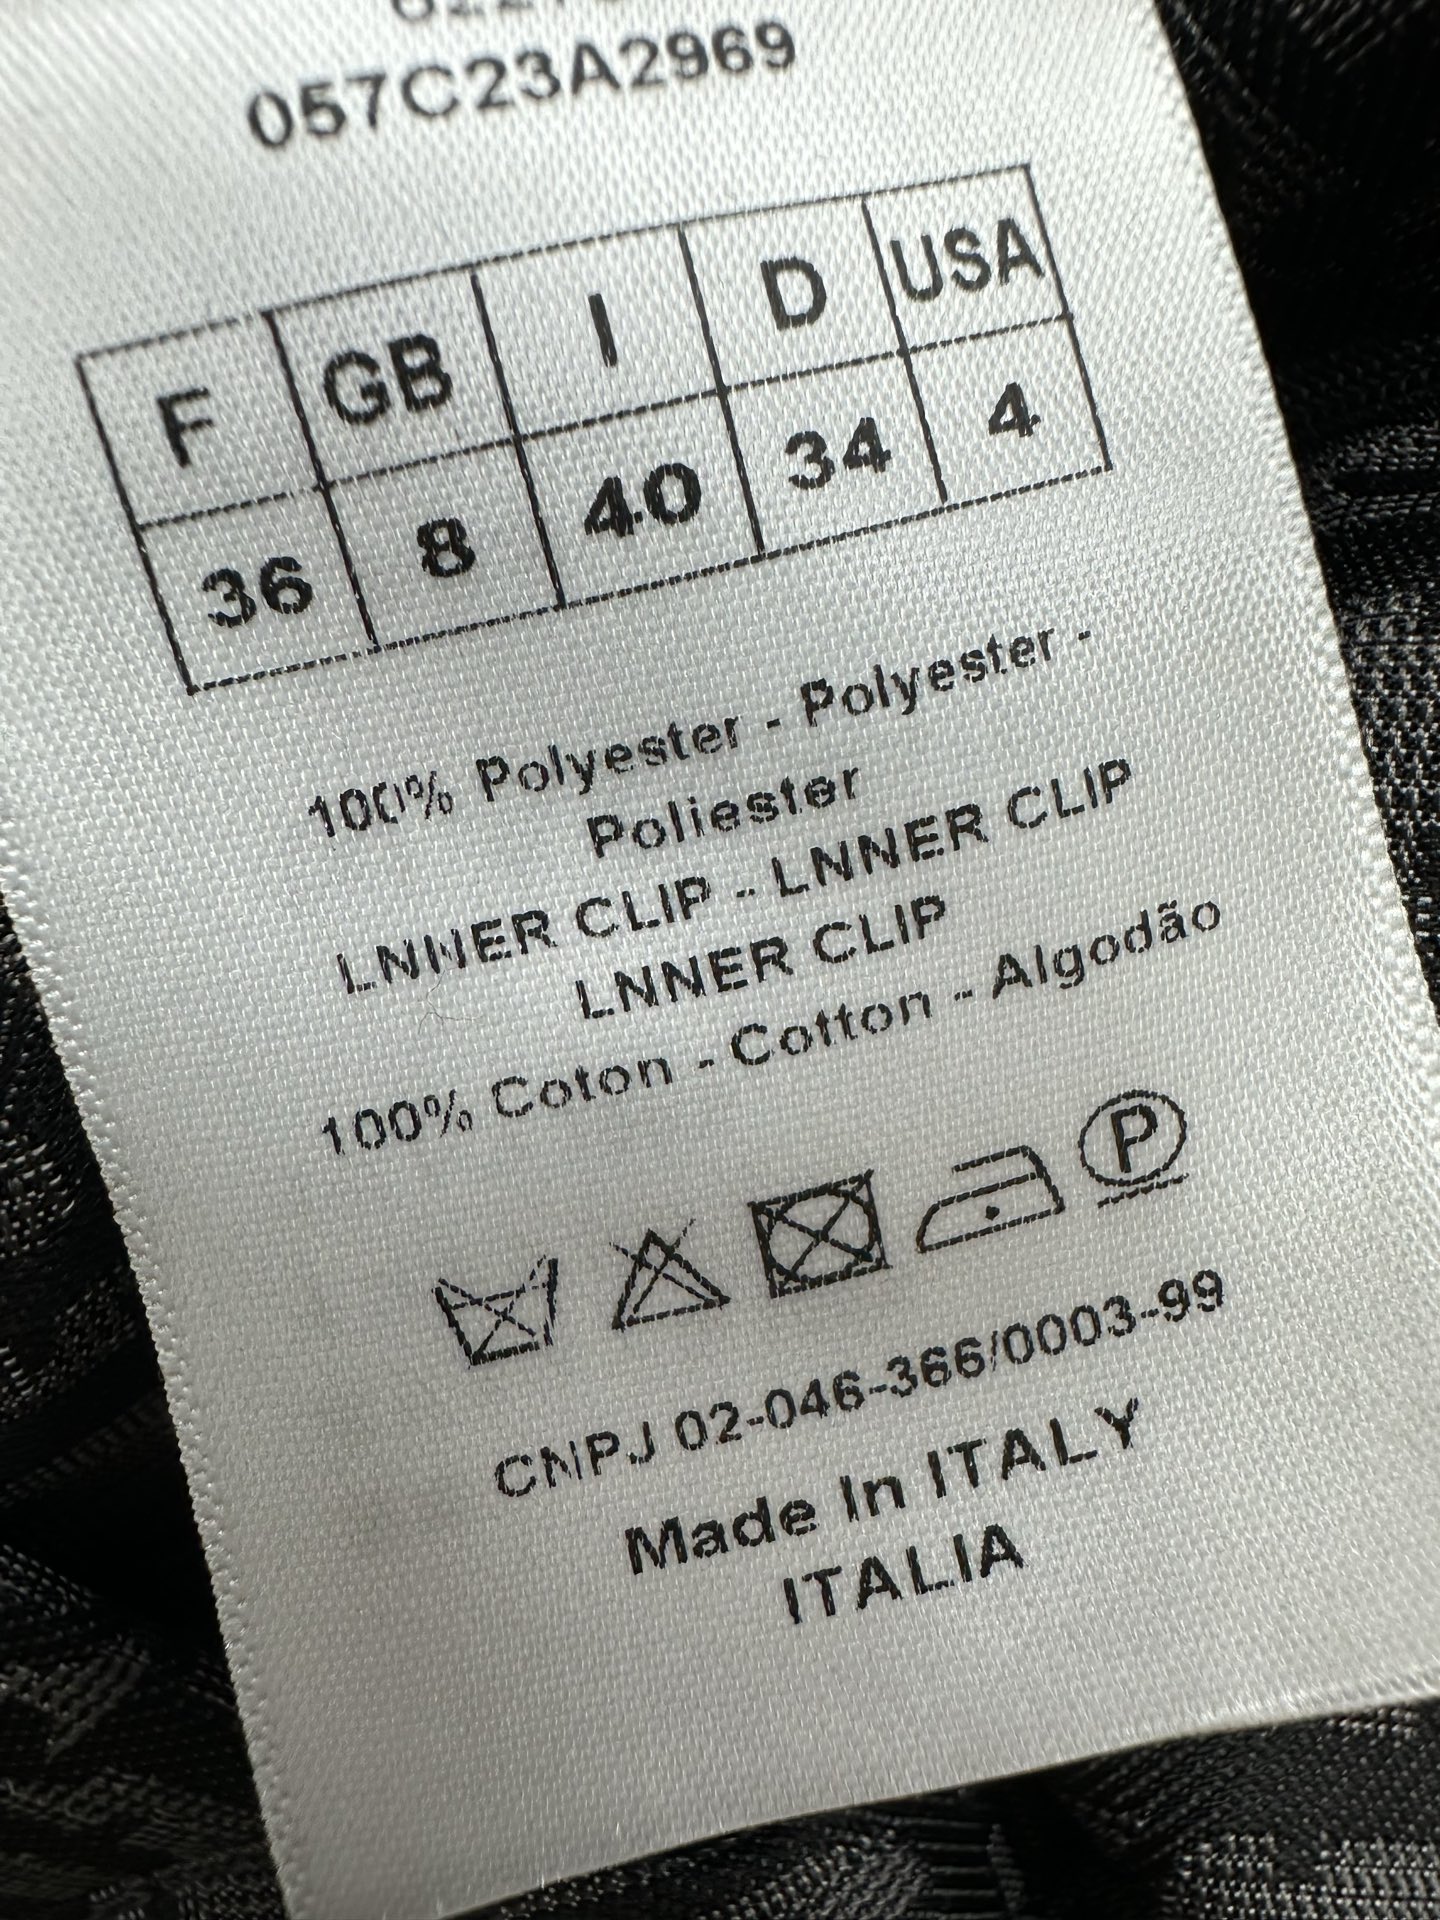 057C23A2969
F GB I D USA
36 8 40 34 4
100% Polyester - Polyester -
Poliester
LNNER CLIP - LNNER CLIP
LNNER CLIP
100% Coton - Cotton - Algodão
P
CNPJ 02-046-366/0003-99
Made In ITALY
ITALIA